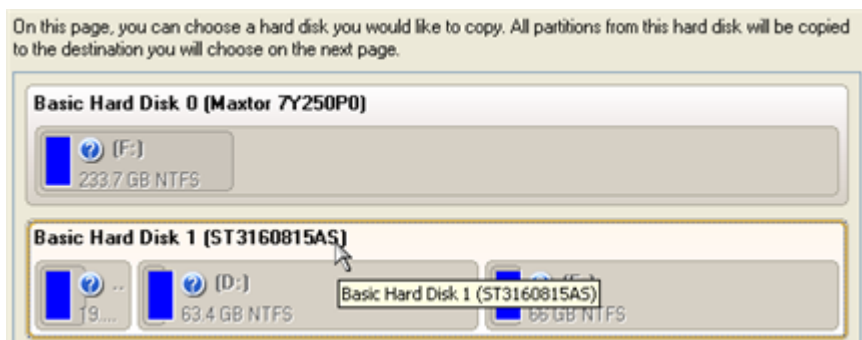 On this page, you can choose a hard disk you would like to copy. All partitions from this hard disk will be copied
to the destination you will choose on the next page.
Basic Hard Disk 0 (Maxtor 7Y250P0)
(F:)
233.7 GB NTFS
Basic Hard Disk 1 (ST3160815AS)
.. (D:)
Basic Hard Disk 1 (ST3160815AS)
19.... 63.4 GB NTFS 66 GB NTFS